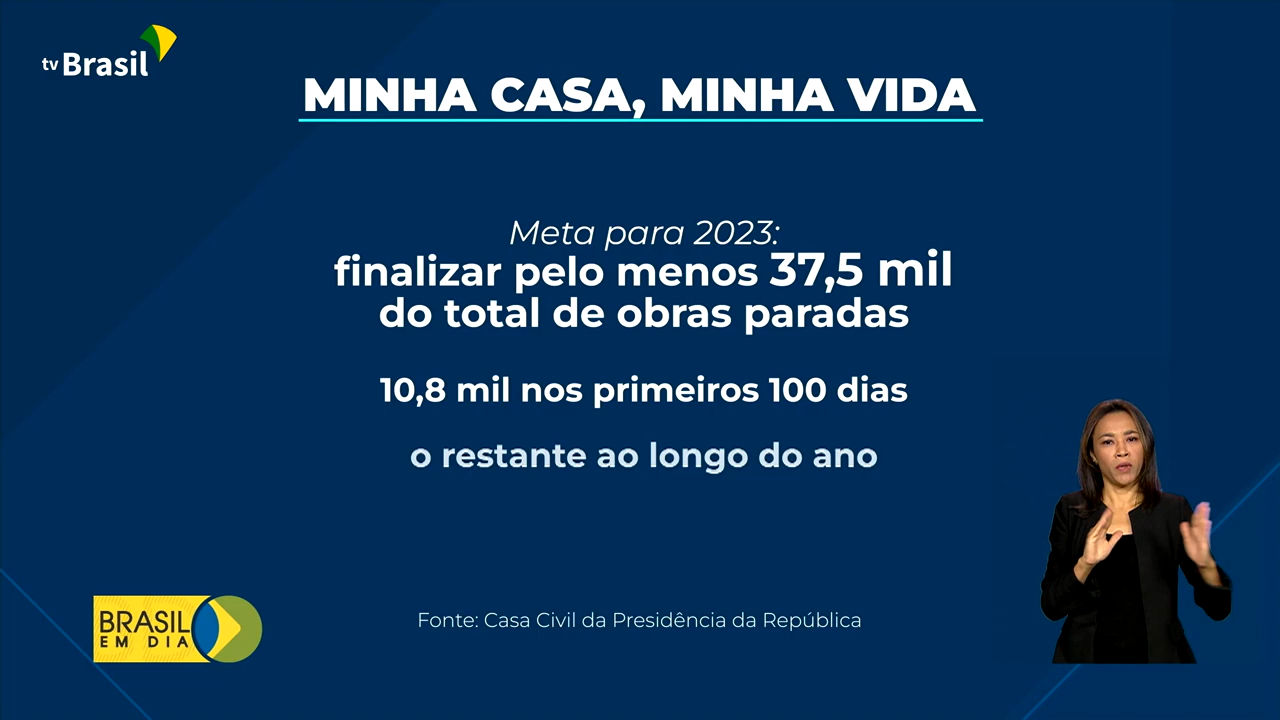 tv Brasil
MINHA CASA, MINHA VIDA
Meta para 2023:
finalizar pelo menos 37,5 mil
do total de obras paradas
10,8 mil nos primeiros 100 dias
o restante ao longo do ano
BRASIL
EM DIA
Fonte: Casa Civil da Presidência da República